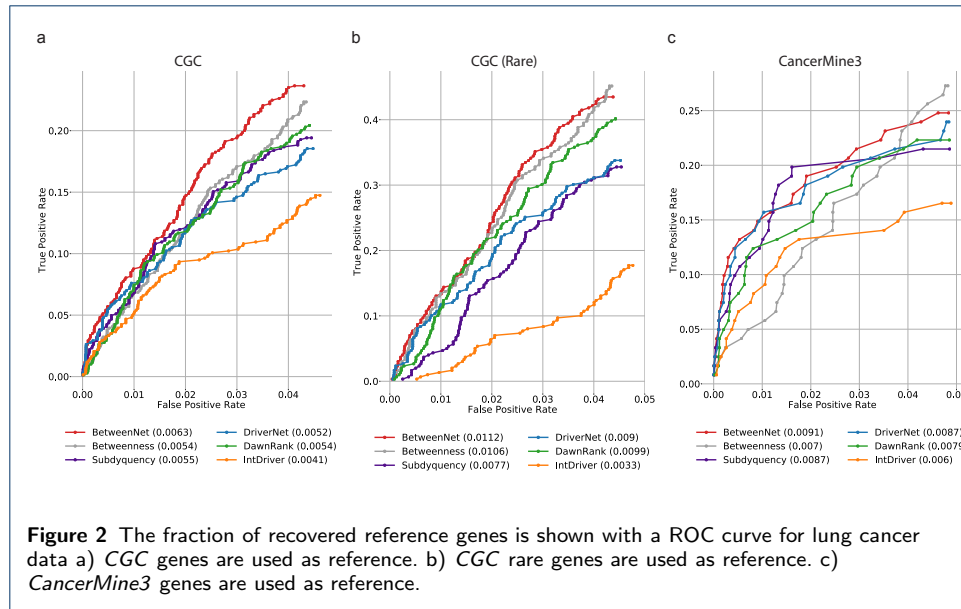 a
CGC
True Positive Rate
0.20
0.15
0.10
0.05
0.00
0.00 0.01 0.02 0.03 0.04
False Positive Rate
BetweenNet (0.0063)
Betweenness (0.0054)
Subdyquency (0.0055)
DriverNet (0.0052)
DawnRank (0.0054)
IntDriver (0.0041)
b
CGC (Rare)
True Positive Rate
0.4
0.3
0.2
0.1
0.0
0.00 0.01 0.02 0.03 0.04 0.05
False Positive Rate
BetweenNet (0.0112)
Betweenness (0.0106)
Subdyquency (0.0077)
DriverNet (0.009)
DawnRank (0.0099)
IntDriver (0.0033)
c
CancerMine3
True Positive Rate
0.25
0.20
0.15
0.10
0.05
0.00
0.00 0.01 0.02 0.03 0.04 0.0
False Positive Rate
BetweenNet (0.0091)
Betweenness (0.007)
Subdyquency (0.0087)
DriverNet (0.0087)
DawnRank (0.0079
IntDriver (0.006)
Figure 2 The fraction of recovered reference genes is shown with a ROC curve for lung cancer
data a) CGC genes are used as reference. b) CGC rare genes are used as reference. c)
CancerMine3 genes are used as reference.